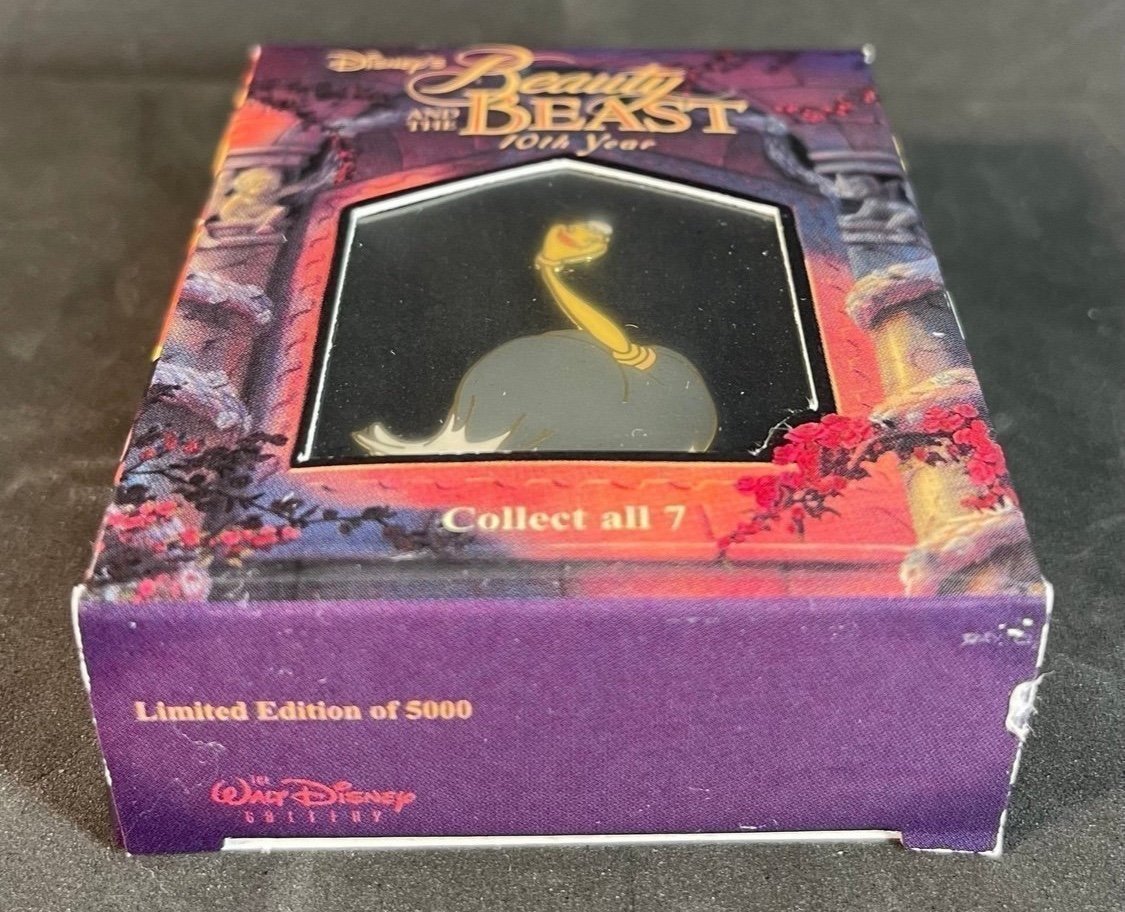 Disney's
Beauty
AND THE BEAST
10th Year
Collect all 7
Limited Edition of 5000
THE
WALT DISNEY
GALLERY